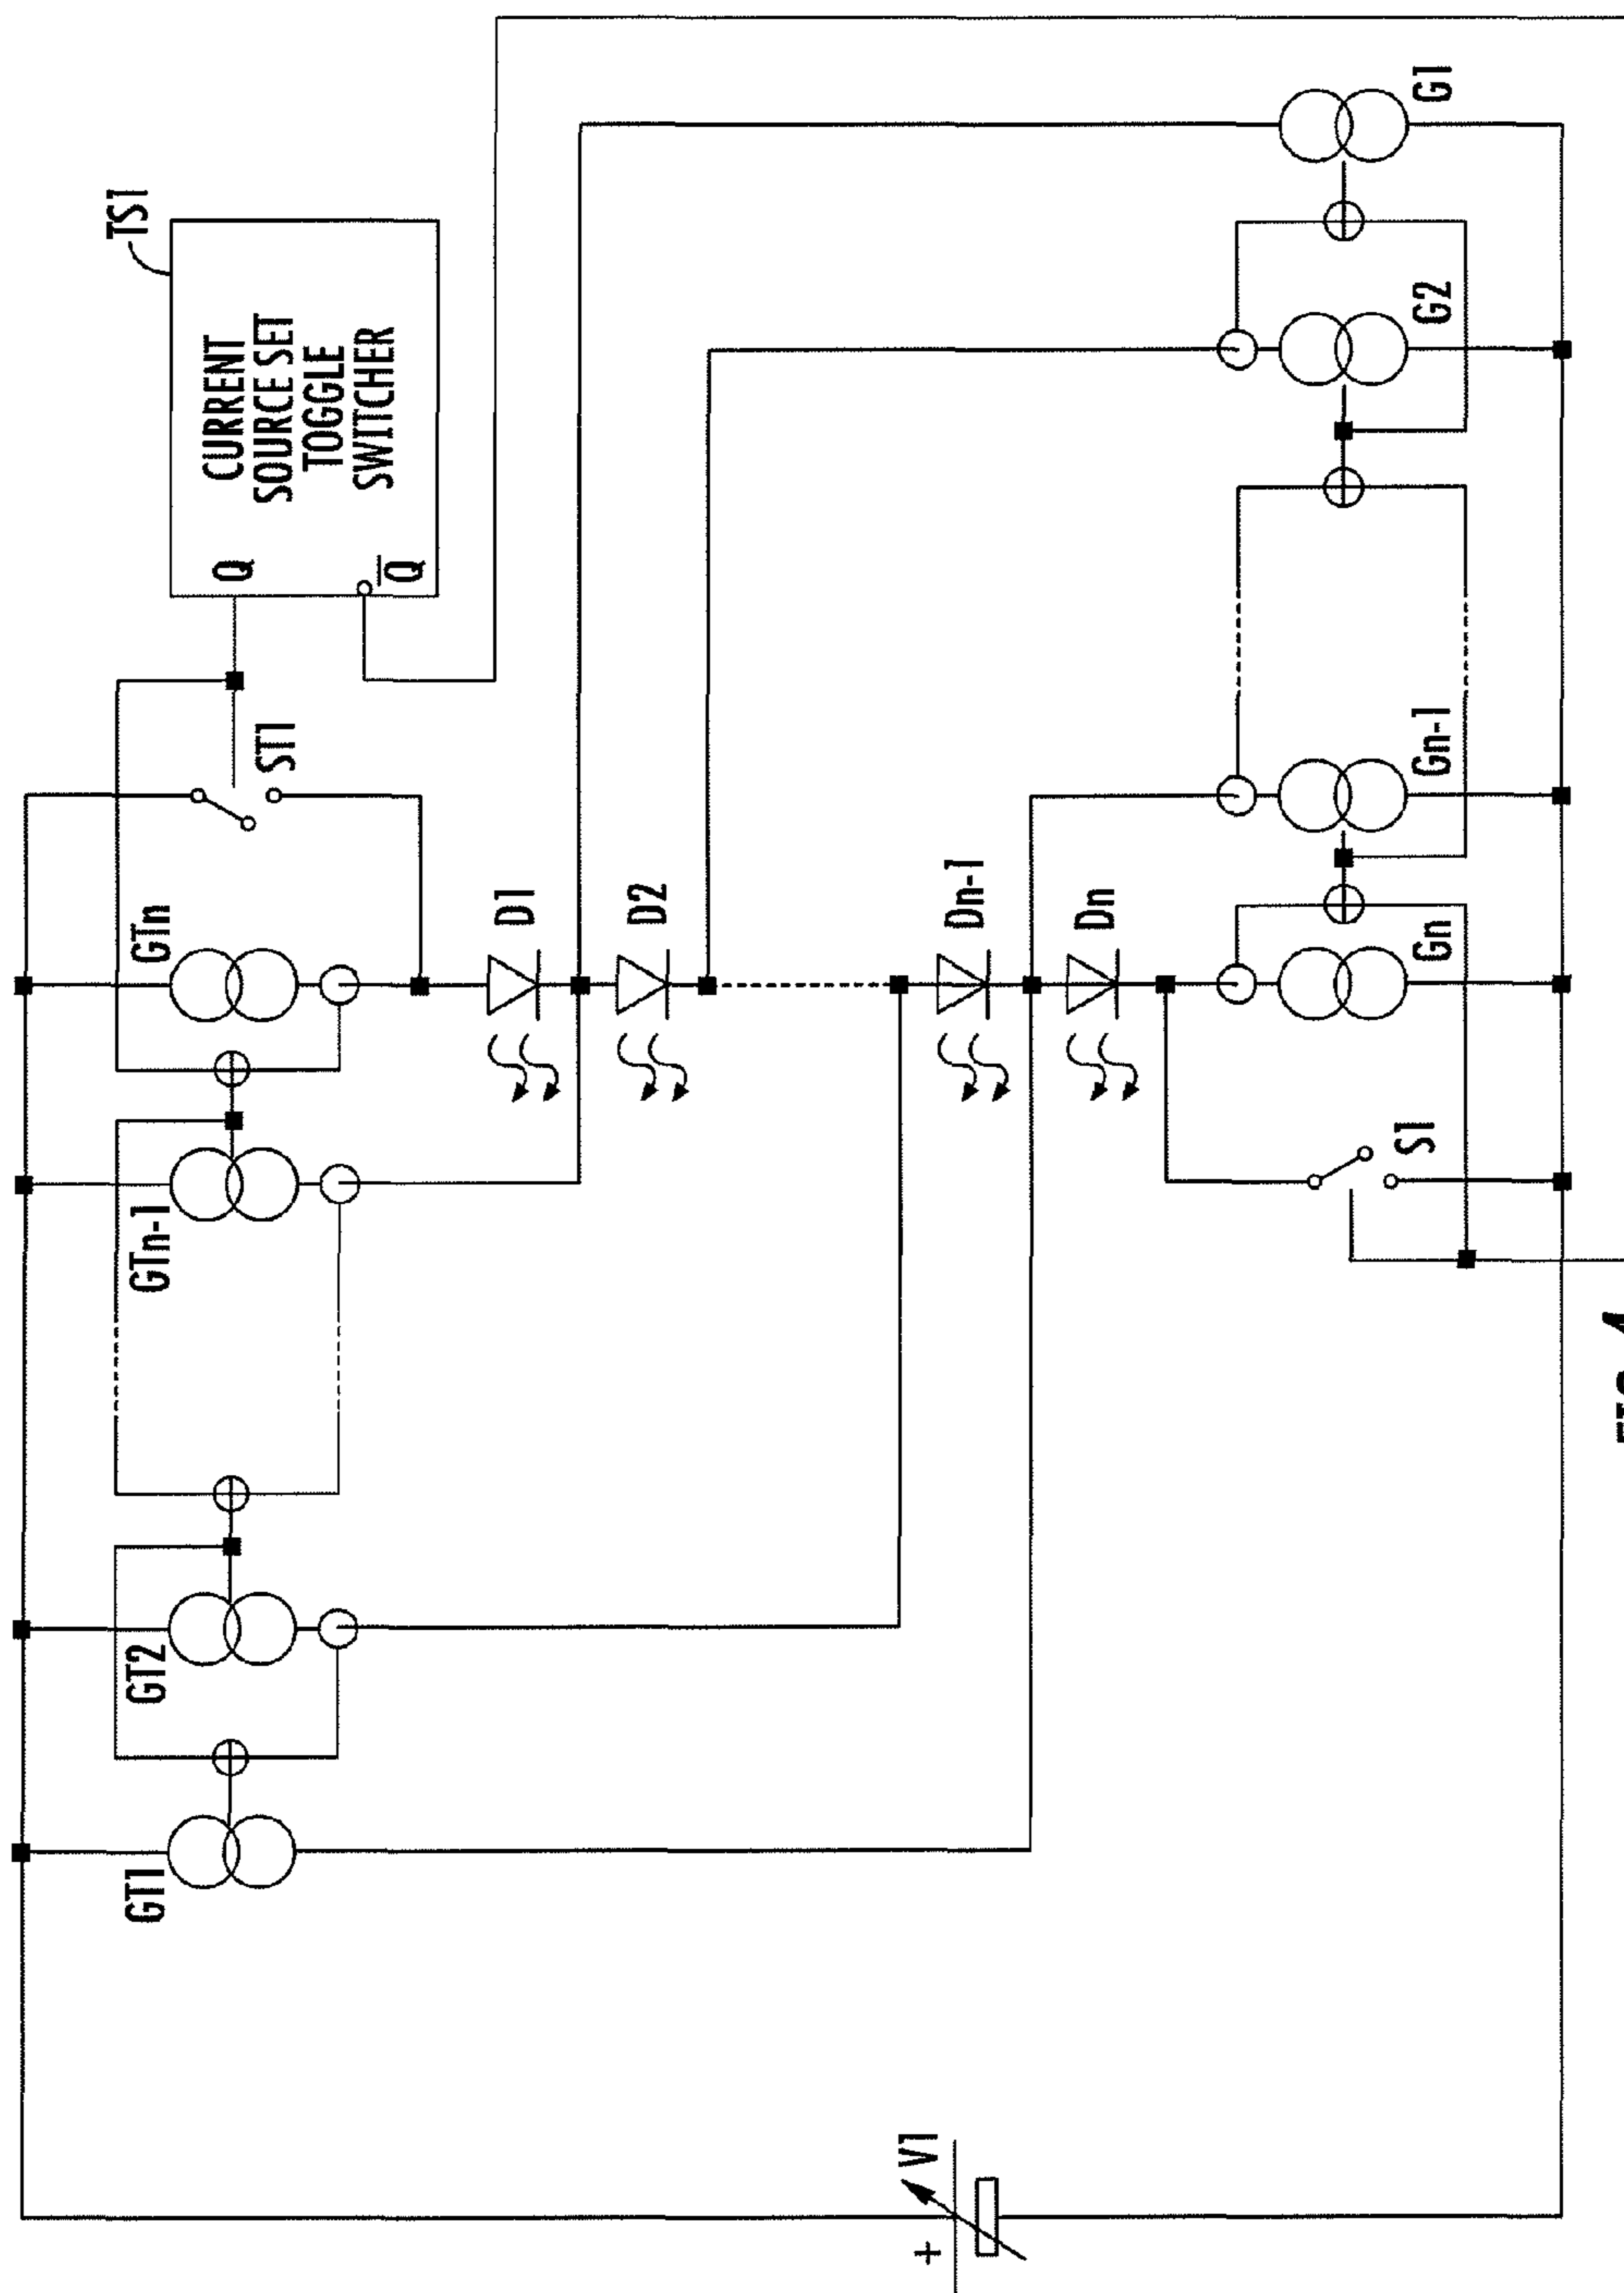 TS1
CURRENT
SOURCE SET
TOGGLE
SWITCHER
Q
Q̅
ST1
GTn
GTn-1
GT2
GT1
D1
D2
Dn-1
Dn
G1
G2
Gn-1
Gn
S1
V1
+